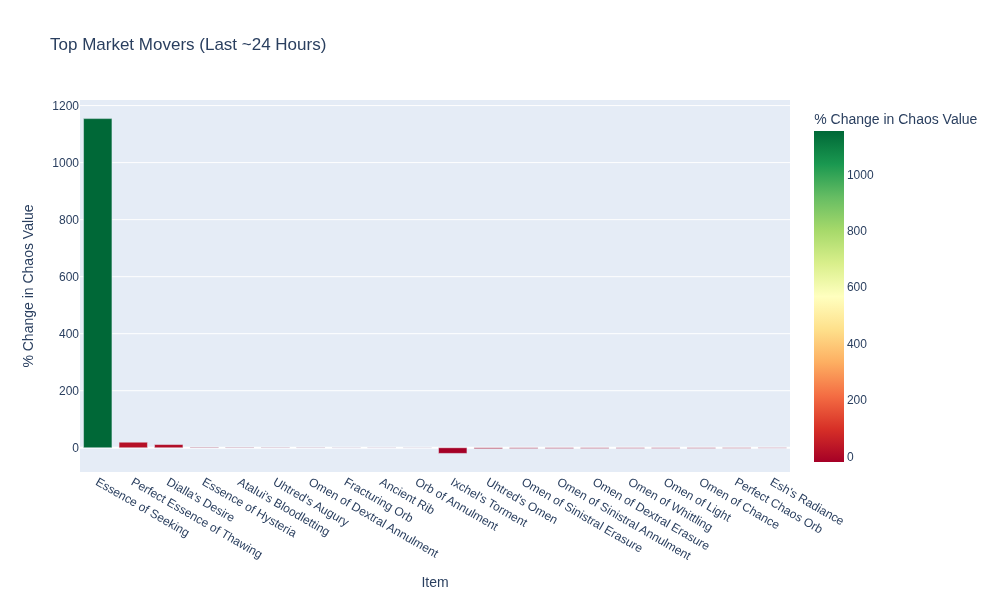 Top Market Movers (Last ~24 Hours)
% Change in Chaos Value
1200
1000
800
600
400
200
0
Essence of Seeking
Perfect Essence of Thawing
Dialla's Desire
Essence of Hysteria
Atalui's Bloodletting
Uhtred's Augury
Omen of Dextral Annulment
Fracturing Orb
Ancient Rib
Orb of Annulment
Ixchel's Torment
Uhtred's Omen
Omen of Sinistral Erasure
Omen of Sinistral Annulment
Omen of Dextral Erasure
Omen of Whittling
Omen of Light
Omen of Chance
Perfect Chaos Orb
Esh's Radiance
Item
% Change in Chaos Value
1000
800
600
400
200
0